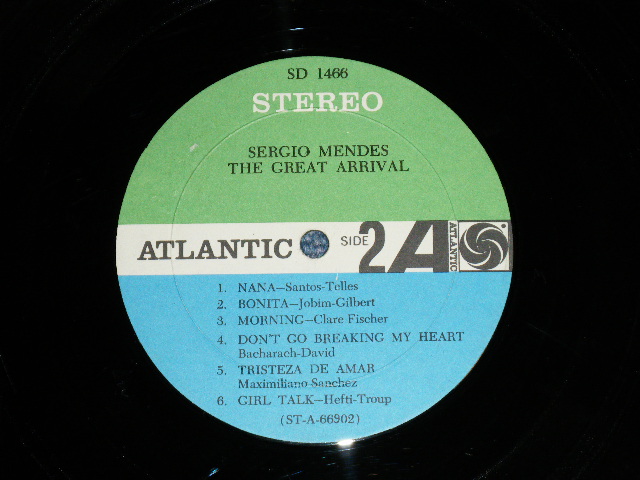 SD 1466
STEREO
SERGIO MENDES
THE GREAT ARRIVAL
ATLANTIC SIDE 2 A ATLANTIC
1. NANA—Santos-Telles
2. BONITA—Jobim-Gilbert
3. MORNING—Clare Fischer
4. DON'T GO BREAKING MY HEART
Bacharach-David
5. TRISTEZA DE AMAR
Maximiliano-Sanchez
6. GIRL TALK—Hefti-Troup
(ST-A-66902)